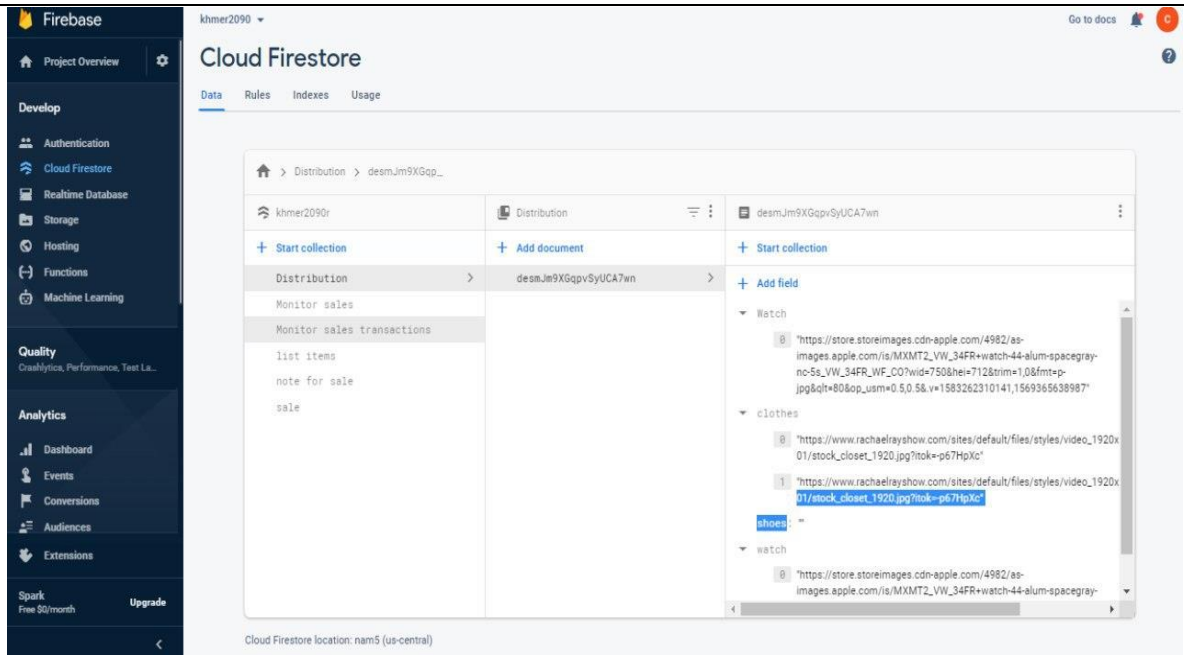 Firebase
khmer2090
Go to docs
C
Project Overview
Cloud Firestore
?
Data Rules Indexes Usage
Develop
Authentication
Cloud Firestore
Realtime Database
Storage
Hosting
Functions
Machine Learning
Quality
Crashlytics, Performance, Test La...
Analytics
Dashboard
Events
Conversions
Audiences
Extensions
Spark
Free $0/month
Upgrade
> Distribution > desmJm9XGqp_
khmer2090r
+ Start collection
Distribution >
Monitor sales
Monitor sales transactions
list items
note for sale
sale
Distribution
+ Add document
desmJm9XGqpvSyUCA7wn >
desmJm9XGqpvSyUCA7wn
+ Start collection
+ Add field
Watch
0 "https://store.storeimages.cdn-apple.com/4982/as-
images.apple.com/is/MXMT2_VW_34FR+watch-44-alum-spacegray-
nc-5s_VW_34FR_WF_CO?wid=750&hei=712&trim=1,0&fmt=p-
jpg&qlt=80&op_usm=0.5,0.5&.v=1583262310141,1569365638987"
clothes
0 "https://www.rachaelrayshow.com/sites/default/files/styles/video_1920x
01/stock_closet_1920.jpg?itok=-p67HpXc"
1 "https://www.rachaelrayshow.com/sites/default/files/styles/video_1920x
01/stock_closet_1920.jpg?itok=-p67HpXc"
shoes: ""
watch
0 "https://store.storeimages.cdn-apple.com/4982/as-
images.apple.com/is/MXMT2_VW_34FR+watch-44-alum-spacegray-
Cloud Firestore location: nam5 (us-central)